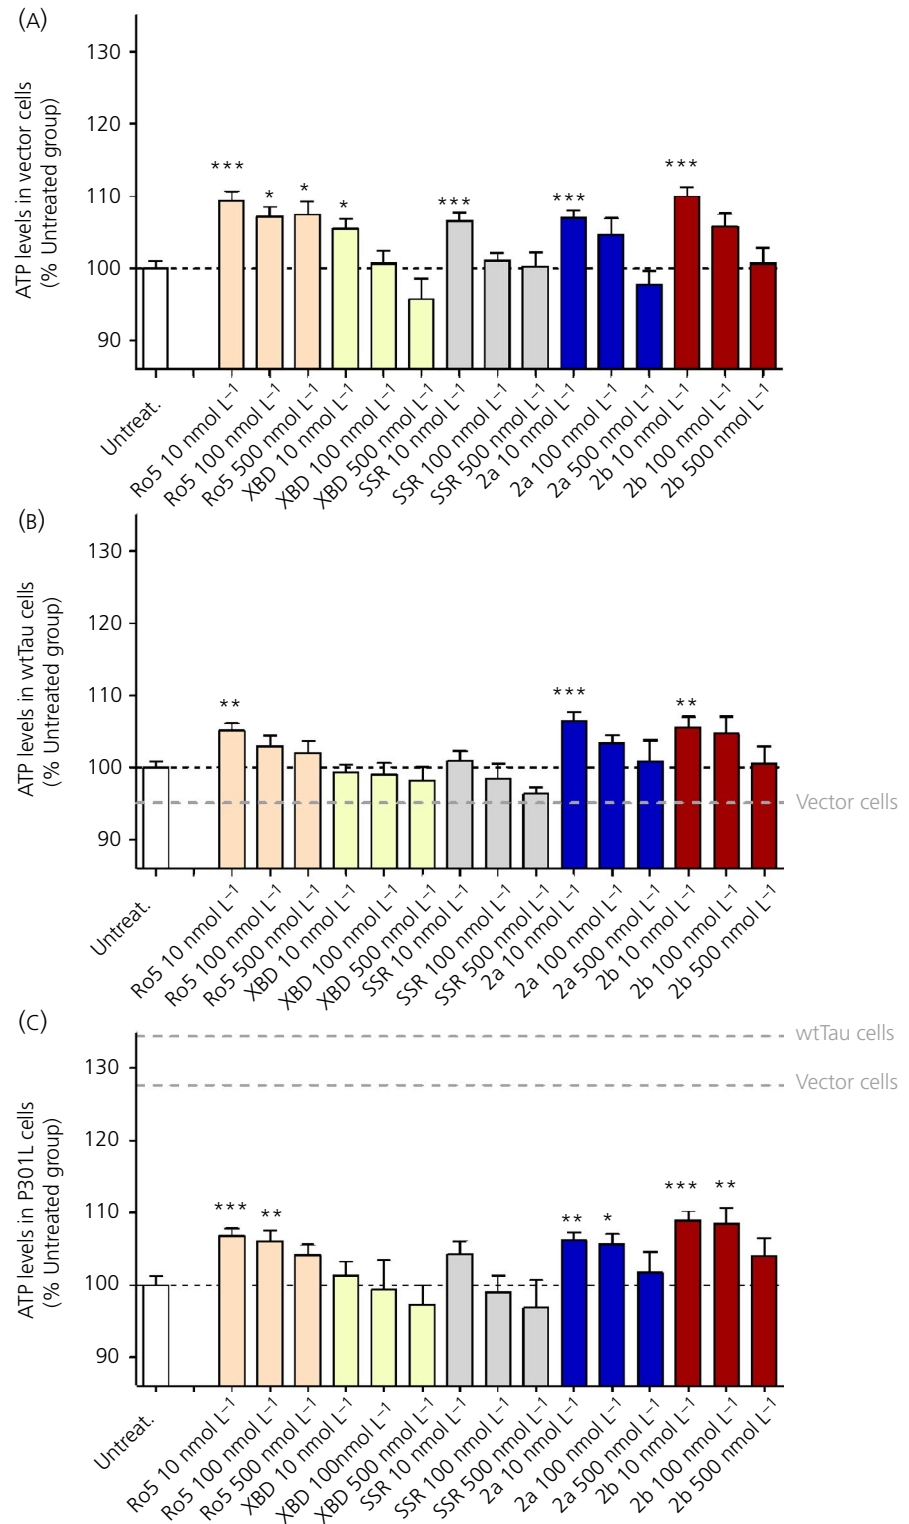 (A)
ATP levels in vector cells
(% Untreated group)
130
120
110
100
90
*** * * * *** *** ***
Untreat.
Ro5 10 nmol L⁻¹
Ro5 100 nmol L⁻¹
Ro5 500 nmol L⁻¹
XBD 10 nmol L⁻¹
XBD 100 nmol L⁻¹
XBD 500 nmol L⁻¹
SSR 10 nmol L⁻¹
SSR 100 nmol L⁻¹
SSR 500 nmol L⁻¹
2a 10 nmol L⁻¹
2a 100 nmol L⁻¹
2a 500 nmol L⁻¹
2b 10 nmol L⁻¹
2b 100 nmol L⁻¹
2b 500 nmol L⁻¹
(B)
ATP levels in wtTau cells
(% Untreated group)
130
120
110
100
90
** *** **
Vector cells
Untreat.
Ro5 10 nmol L⁻¹
Ro5 100 nmol L⁻¹
Ro5 500 nmol L⁻¹
XBD 10 nmol L⁻¹
XBD 100 nmol L⁻¹
XBD 500 nmol L⁻¹
SSR 10 nmol L⁻¹
SSR 100 nmol L⁻¹
SSR 500 nmol L⁻¹
2a 10 nmol L⁻¹
2a 100 nmol L⁻¹
2a 500 nmol L⁻¹
2b 10 nmol L⁻¹
2b 100 nmol L⁻¹
2b 500 nmol L⁻¹
(C)
ATP levels in P301L cells
(% Untreated group)
wtTau cells
Vector cells
130
120
110
100
90
*** ** ** * *** **
Untreat.
Ro5 10 nmol L⁻¹
Ro5 100 nmol L⁻¹
Ro5 500 nmol L⁻¹
XBD 10 nmol L⁻¹
XBD 100nmol L⁻¹
XBD 500 nmol L⁻¹
SSR 10 nmol L⁻¹
SSR 100 nmol L⁻¹
SSR 500 nmol L⁻¹
2a 10 nmol L⁻¹
2a 100 nmol L⁻¹
2a 500 nmol L⁻¹
2b 10 nmol L⁻¹
2b 100 nmol L⁻¹
2b 500 nmol L⁻¹